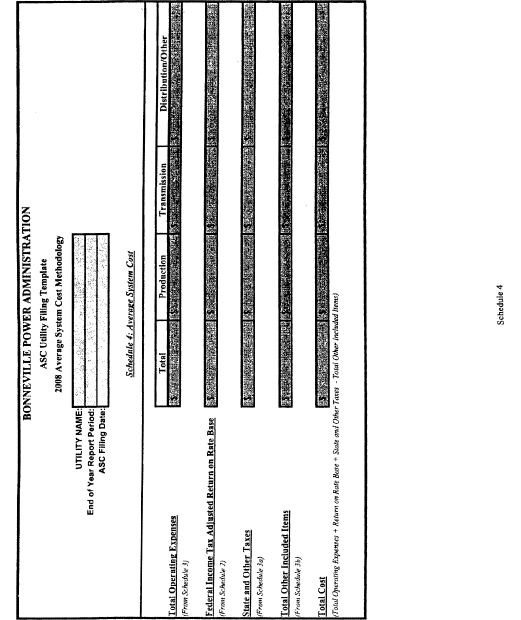 BONNEVILLE POWER ADMINISTRATION
ASC Utility Filing Template
2008 Average System Cost Methodology
UTILITY NAME:
End of Year Report Period:
ASC Filing Date:
Schedule 4: Average System Cost
Total Production Transmission Distribution/Other
Total Operating Expenses
(From Schedule 3)
Federal Income Tax Adjusted Return on Rate Base
(From Schedule 2)
State and Other Taxes
(From Schedule 3a)
Total Other Included Items
(From Schedule 3b)
Total Cost
(Total Operating Expenses + Return on Rate Base + State and Other Taxes - Total Other Included Items)
Schedule 4